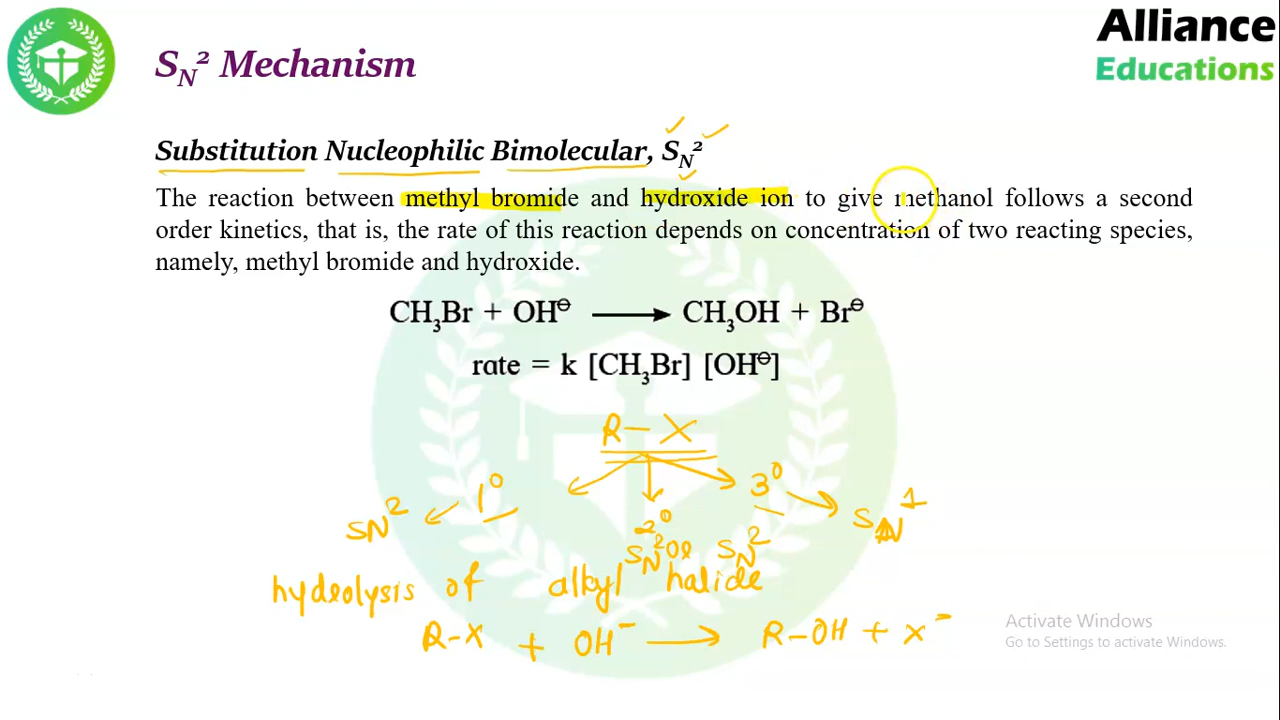 Alliance
Educations
S_N² Mechanism
Substitution Nucleophilic Bimolecular, S_N²
The reaction between methyl bromide and hydroxide ion to give methanol follows a second
order kinetics, that is, the rate of this reaction depends on concentration of two reacting species,
namely, methyl bromide and hydroxide.
CH₃Br + OH⊖ ⟶ CH₃OH + Br⊖
rate = k [CH₃Br] [OH⊖]
R–X
1° 3°
SN² 2° SN¹
SN² or SN²
hydrolysis of alkyl halide
R–X + OH⁻ ⟶ R–OH + X⁻
Activate Windows
Go to Settings to activate Windows.